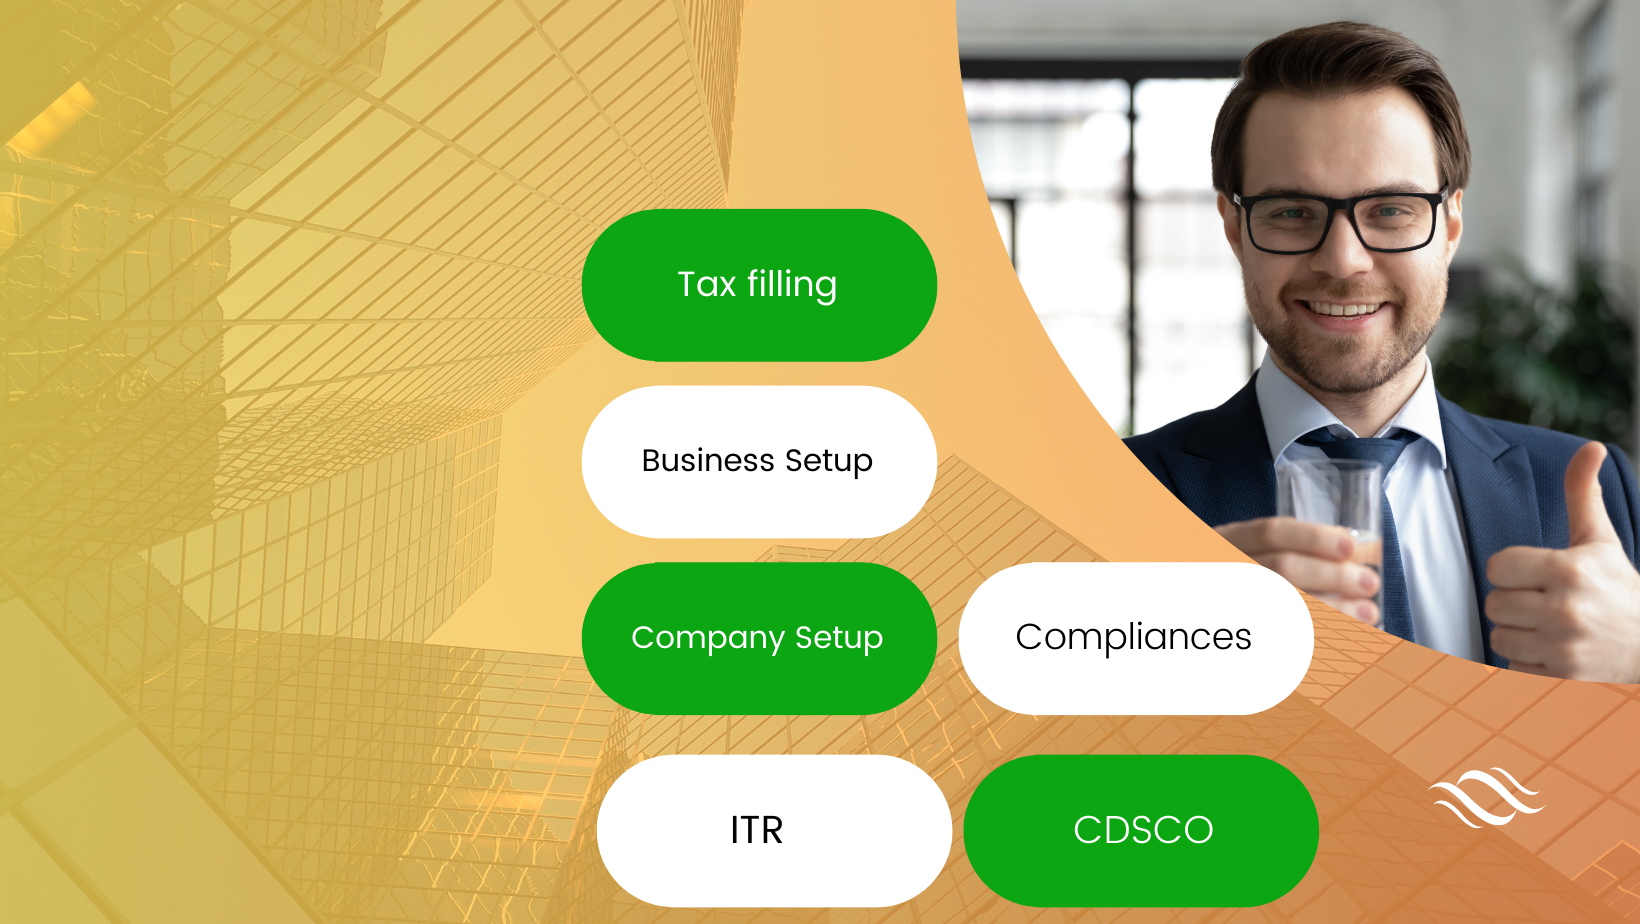 Tax filling
Business Setup
Company Setup
Compliances
ITR
CDSCO